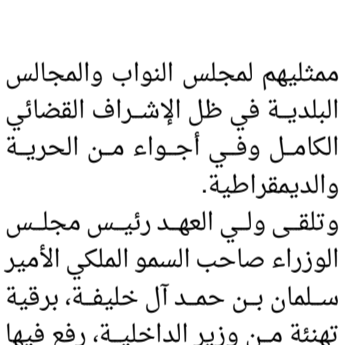 ممثليهم لمجلس النواب والمجالس
البلدية في ظل الإشراف القضائي
الكامل وفي أجواء من الحرية
والديمقراطية.
وتلقى ولي العهد رئيس مجلس
الوزراء صاحب السمو الملكي الأمير
سلمان بن حمد آل خليفة، برقية
تهنئة من وزير الداخلية، رفع فيها